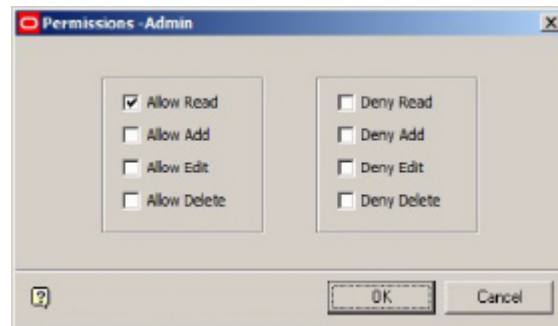 Permissions -Admin
Allow Read
Allow Add
Allow Edit
Allow Delete
Deny Read
Deny Add
Deny Edit
Deny Delete
?
OK
Cancel